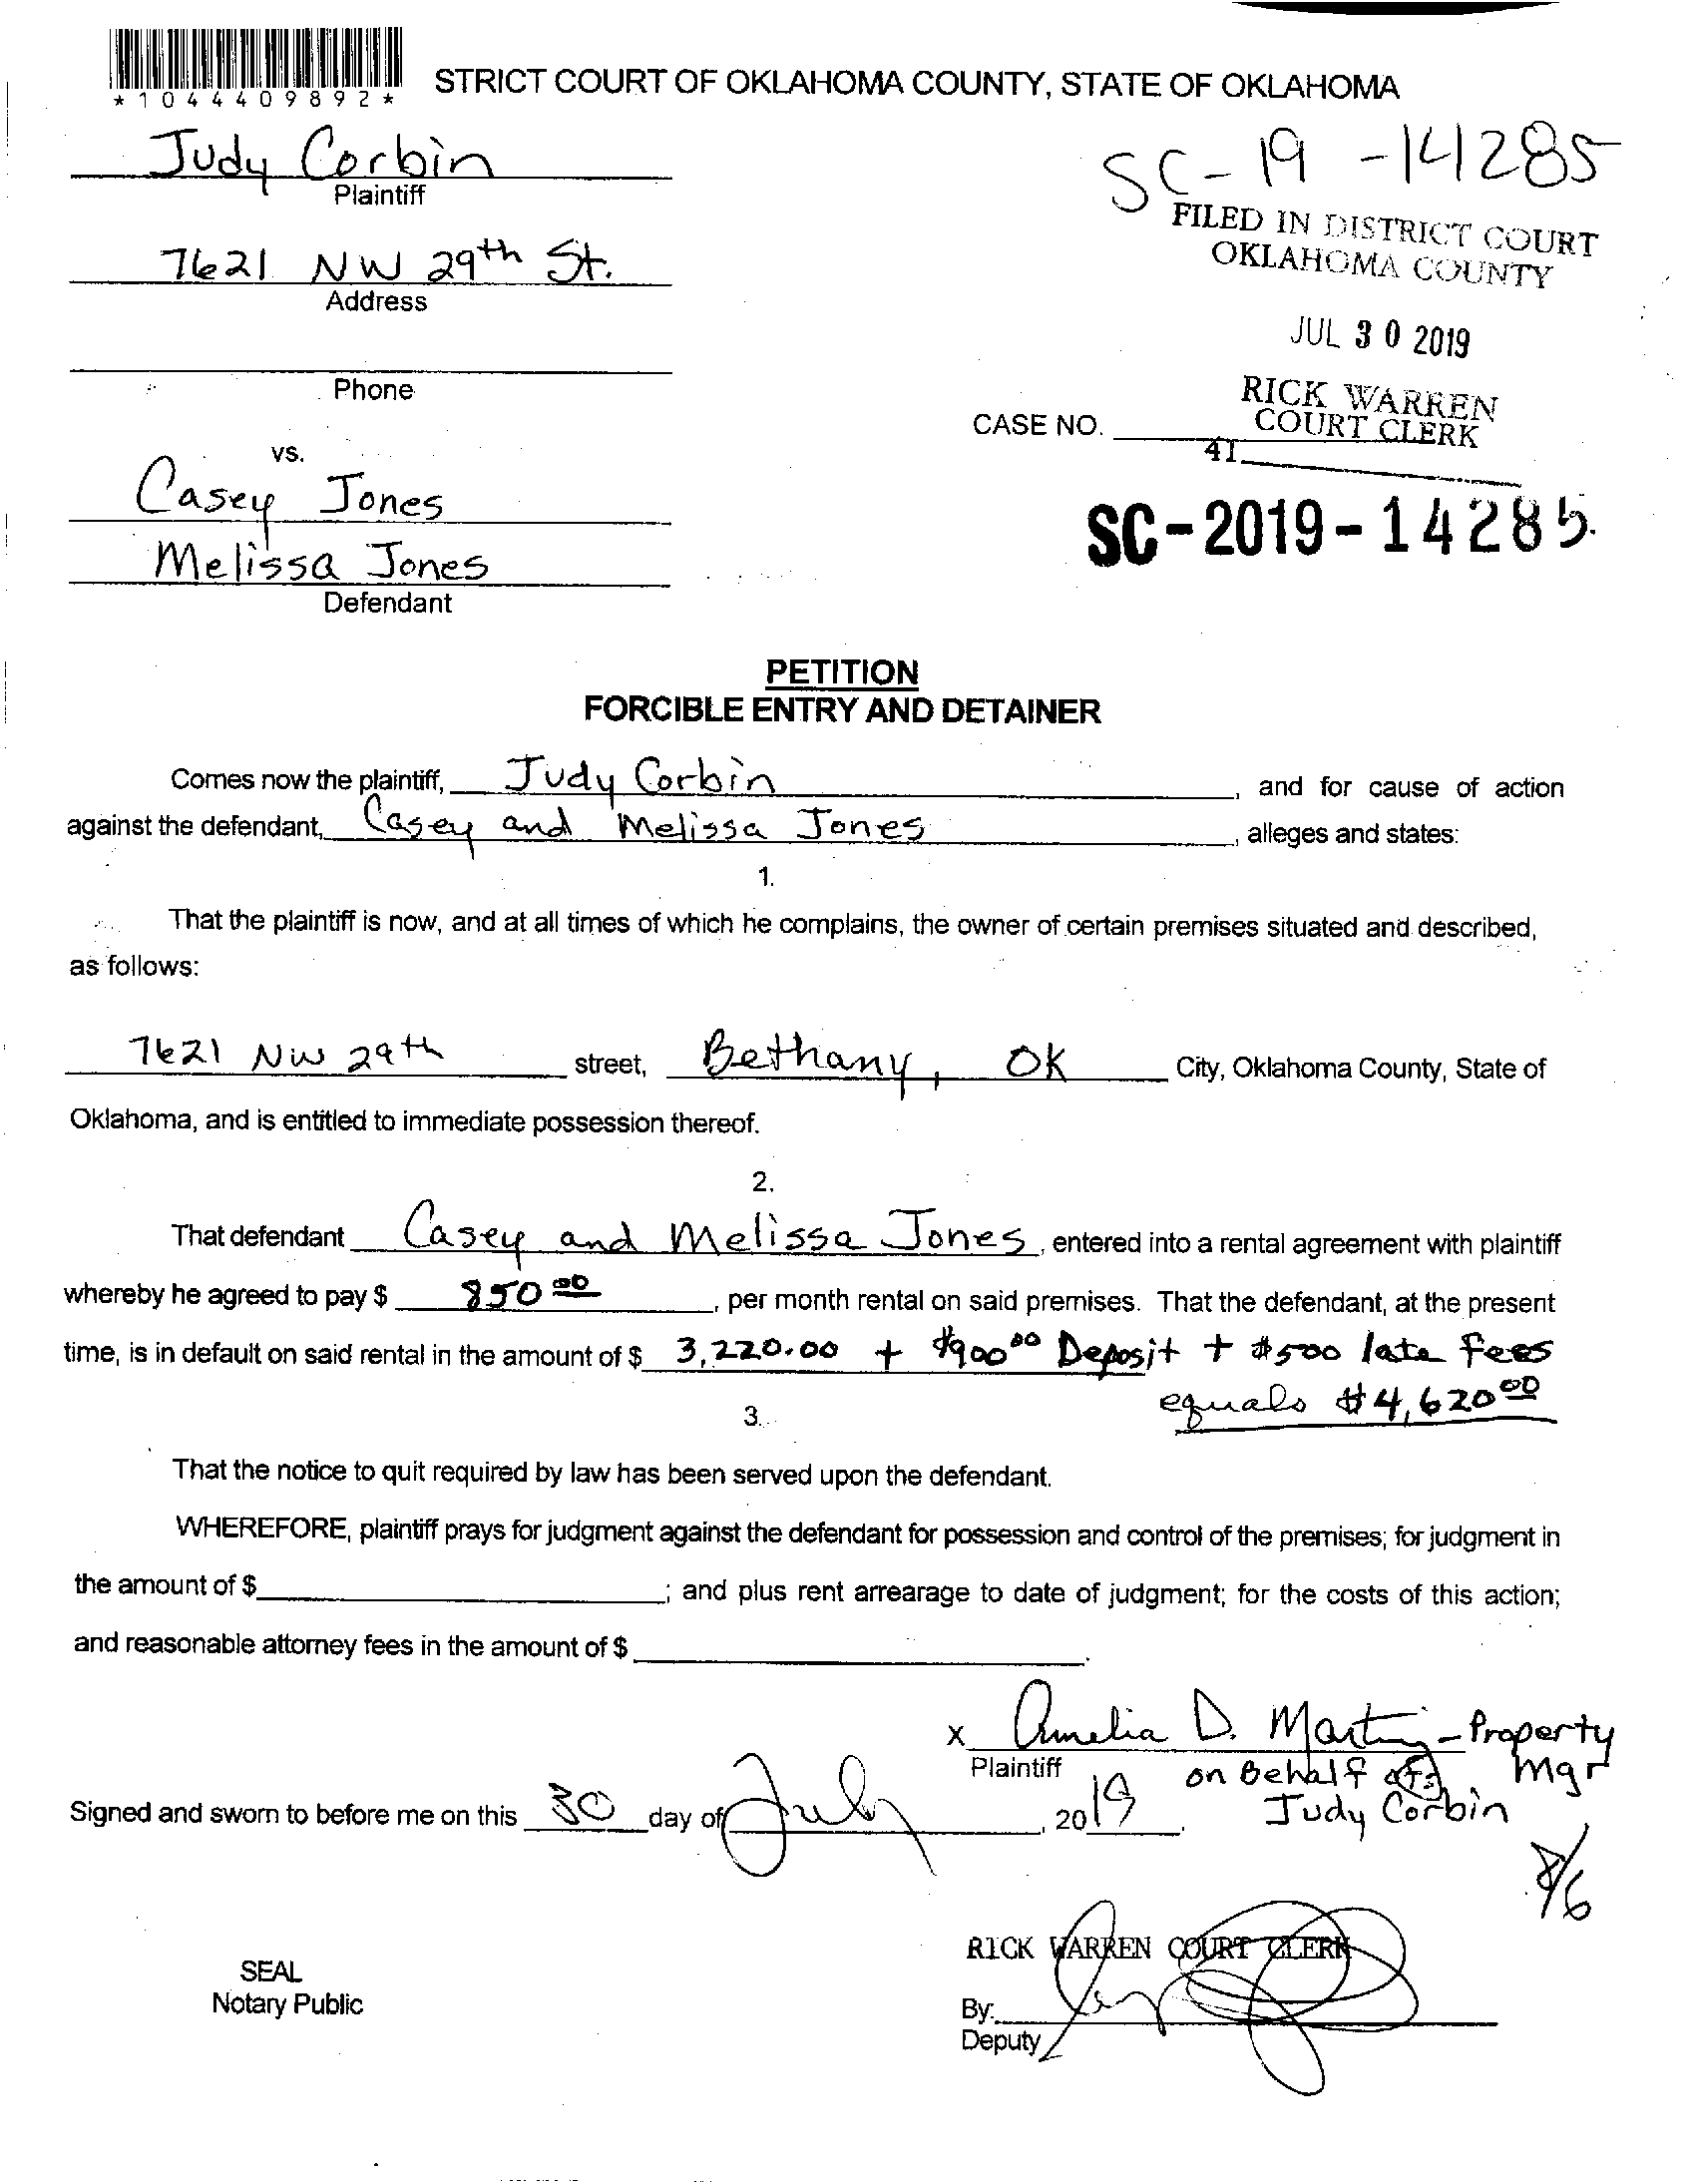 *1044409892*
STRICT COURT OF OKLAHOMA COUNTY, STATE OF OKLAHOMA
Judy Corbin
Plaintiff
SC-19-14285
FILED IN DISTRICT COURT
OKLAHOMA COUNTY
7621 NW 29th St.
Address
JUL 30 2019
Phone
RICK WARREN
COURT CLERK
CASE NO.
41
vs.
Casey Jones
Melissa Jones
Defendant
SC-2019-14285
PETITION
FORCIBLE ENTRY AND DETAINER
Comes now the plaintiff, Judy Corbin, and for cause of action
against the defendant, Casey and Melissa Jones, alleges and states:
1.
That the plaintiff is now, and at all times of which he complains, the owner of certain premises situated and described,
as follows:
7621 NW 29th street, Bethany, OK City, Oklahoma County, State of
Oklahoma, and is entitled to immediate possession thereof.
2.
That defendant Casey and Melissa Jones, entered into a rental agreement with plaintiff
whereby he agreed to pay $ 850 00, per month rental on said premises. That the defendant, at the present
time, is in default on said rental in the amount of $ 3,220.00 + $900 00 Deposit + $500 late fees
equals $4,620 00
3.
That the notice to quit required by law has been served upon the defendant.
WHEREFORE, plaintiff prays for judgment against the defendant for possession and control of the premises; for judgment in
the amount of $ ; and plus rent arrearage to date of judgment; for the costs of this action;
and reasonable attorney fees in the amount of $ .
X Amelia D. Martin - Property
Mgr
Plaintiff
on Behalf of
Judy Corbin
Signed and sworn to before me on this 30 day of July, 2019.
8/6
RICK WARREN COURT CLERK
SEAL
Notary Public
By:
Deputy